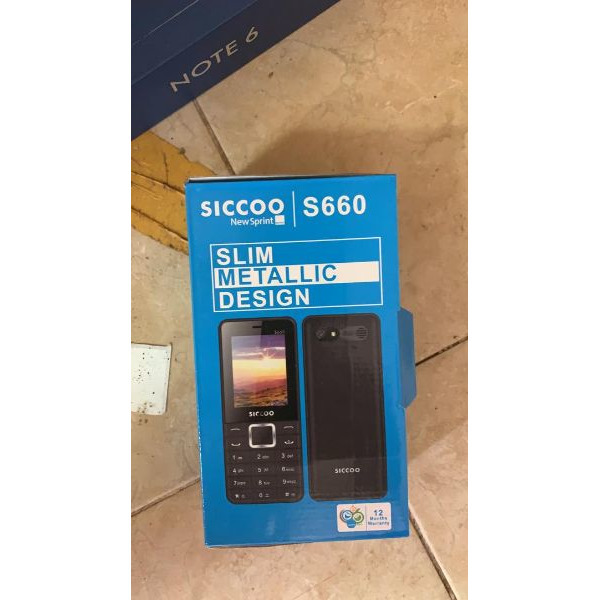 NOTE 6
SICCOO
New Sprint
S660
SLIM
METALLIC
DESIGN
SICCOO
SICCOO
12
Months
Warranty